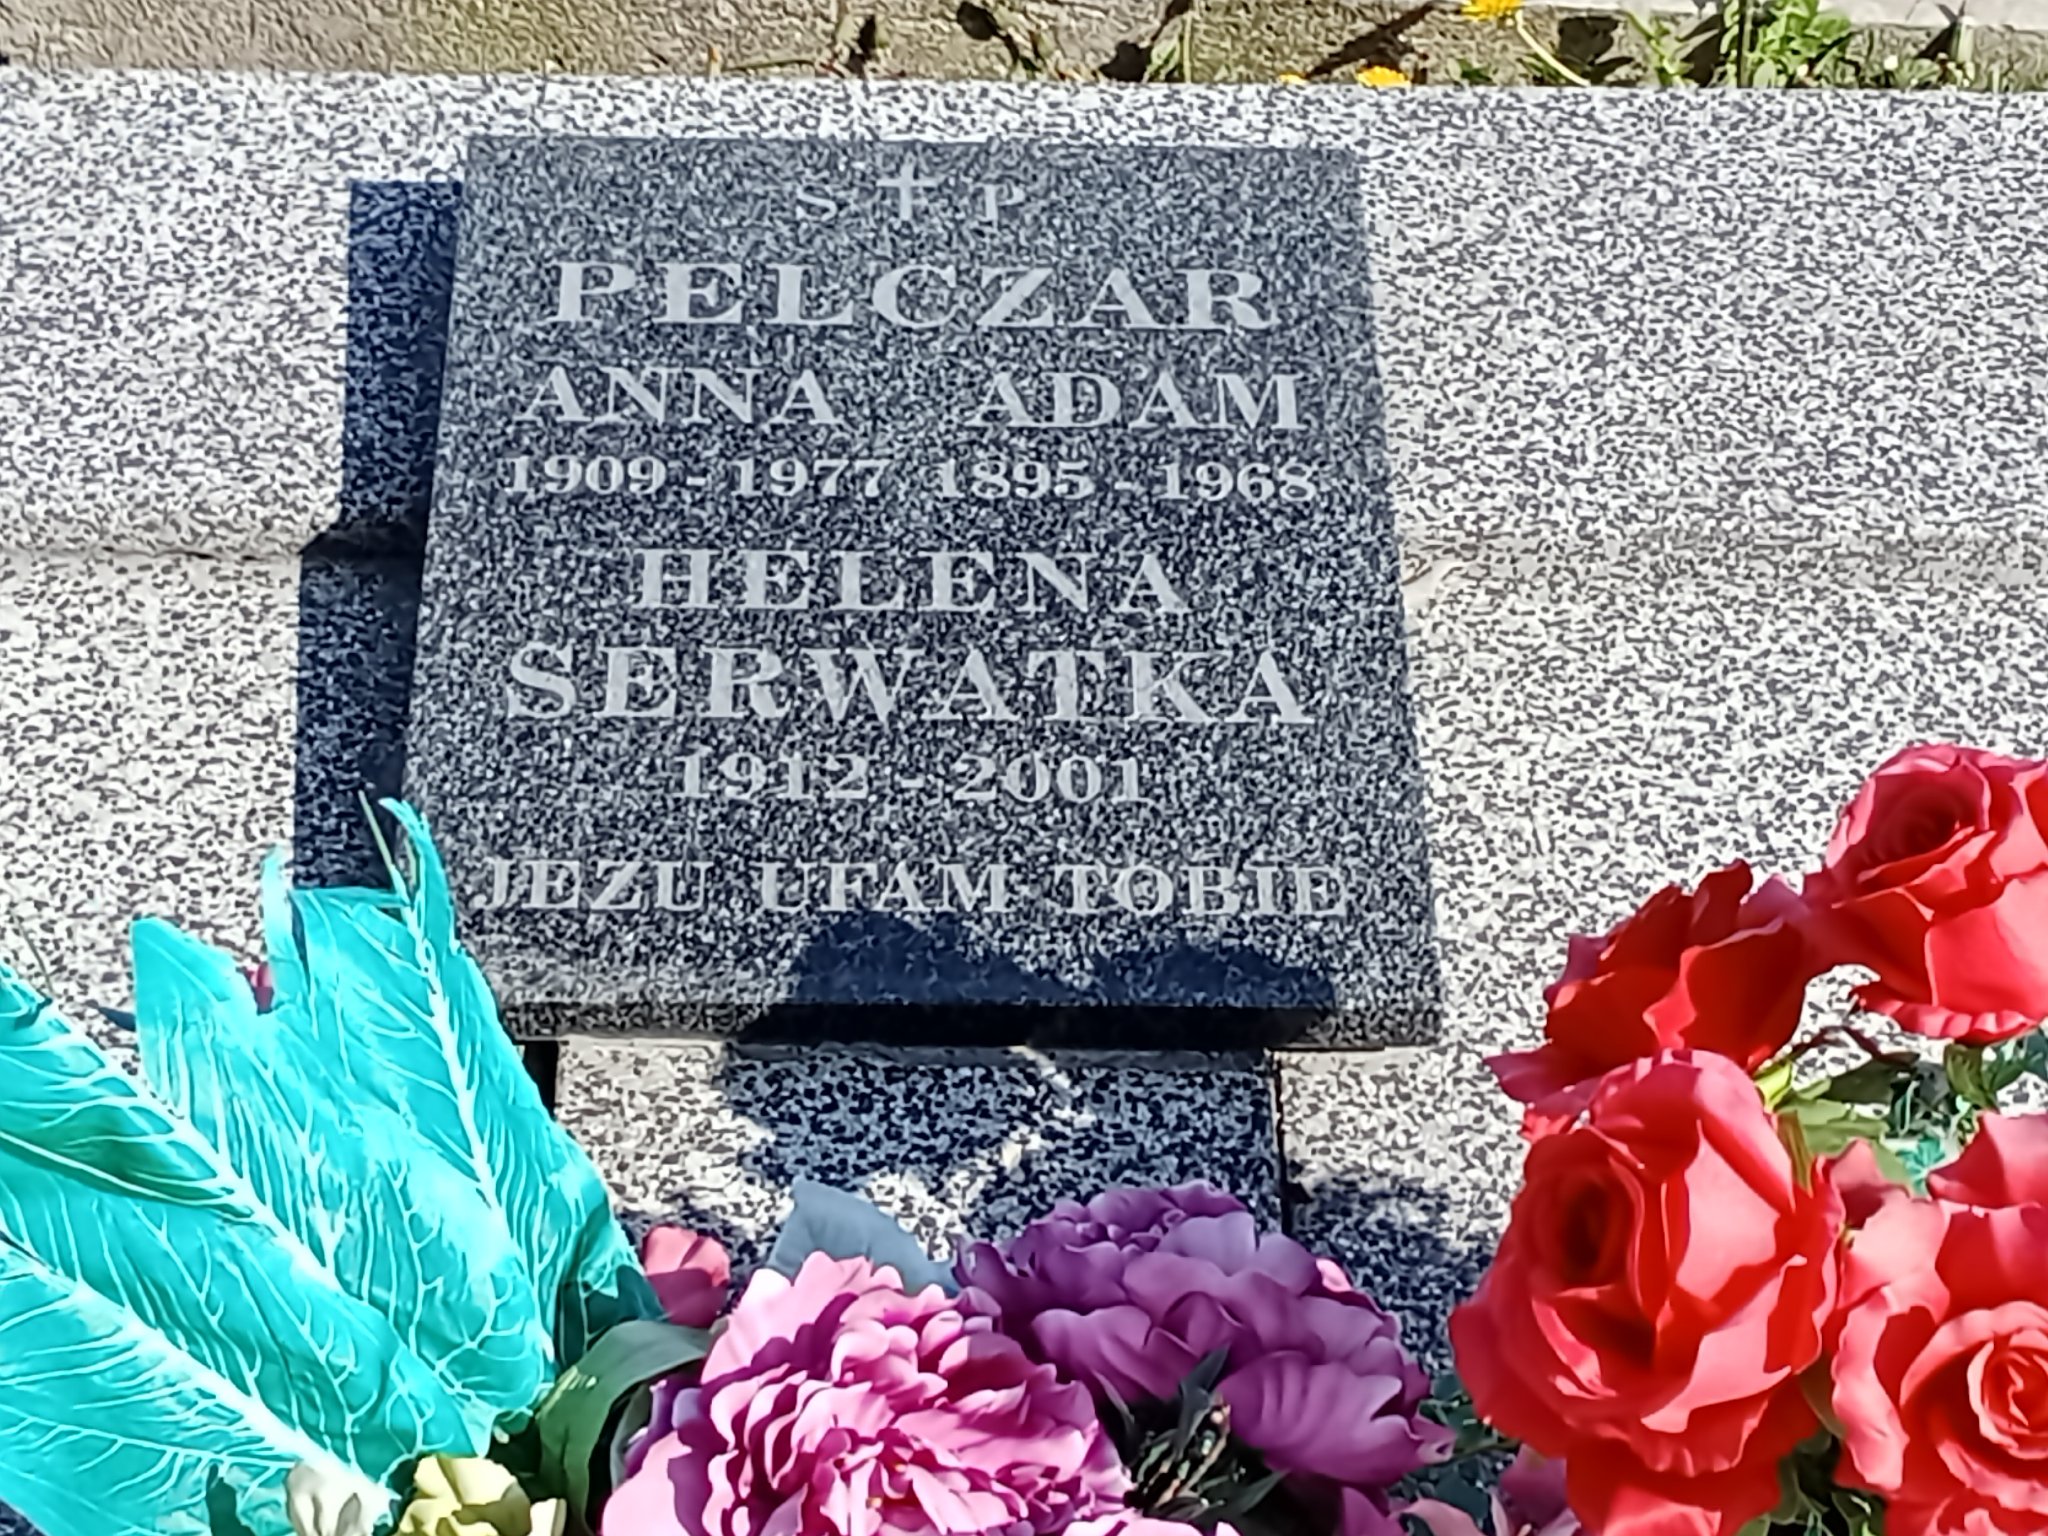 S P
PELCZAR
ANNA ADAM
1909 - 1977 1895 - 1968
HELENA
SERWATKA
1912 - 2001
JEZU UFAM TOBIE